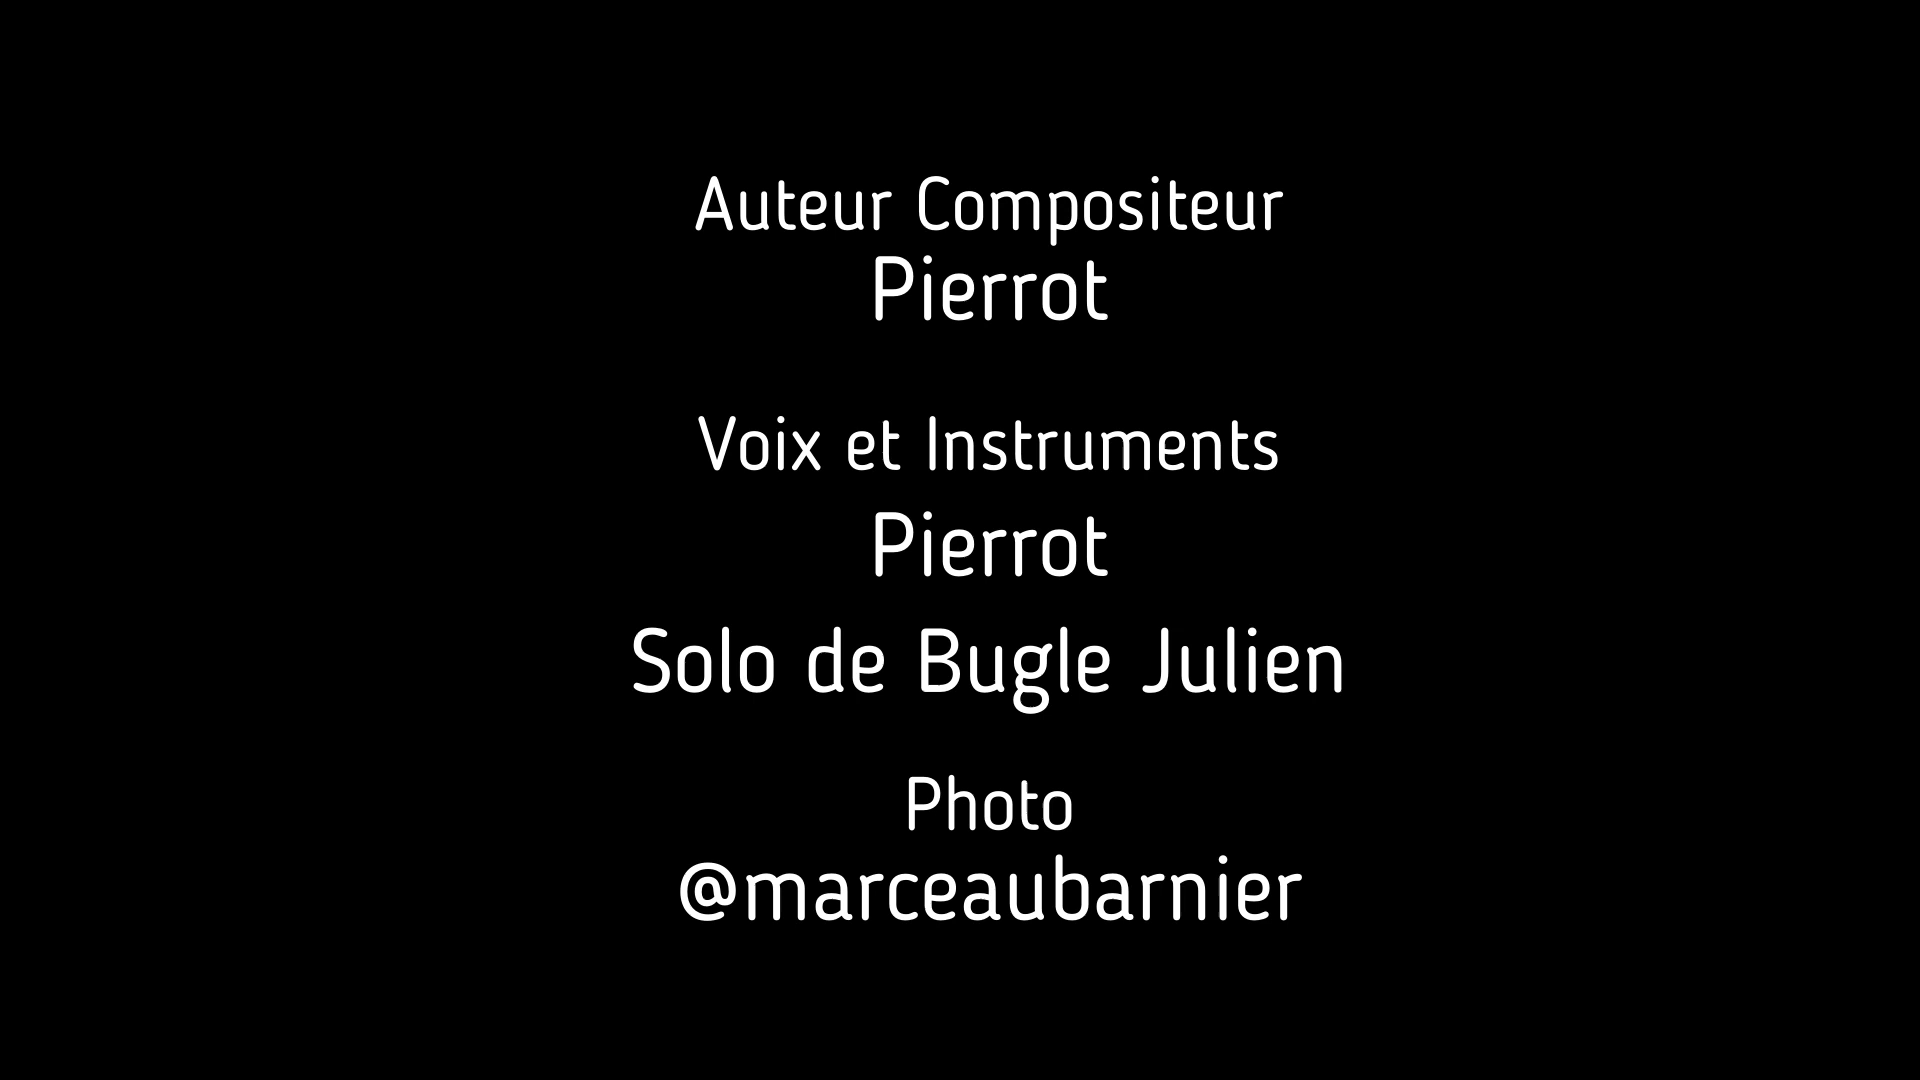 Auteur Compositeur
Pierrot
Voix et Instruments
Pierrot
Solo de Bugle Julien
Photo
@marceaubarnier